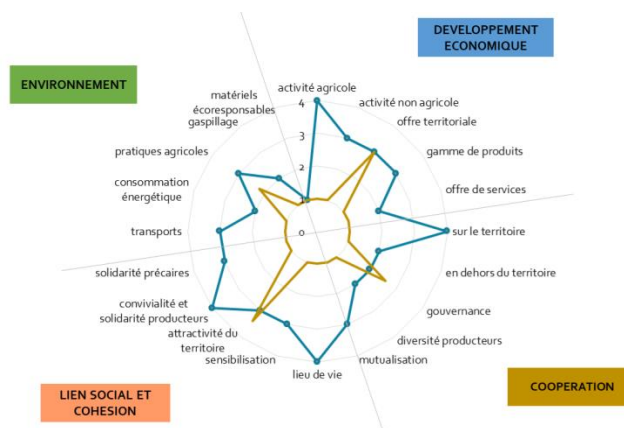 DEVELOPPEMENT
ECONOMIQUE
ENVIRONNEMENT
matériels
écoresponsables
gaspillage
activité agricole
activité non agricole
offre territoriale
pratiques agricoles
gamme de produits
consommation
énergétique
offre de services
transports
sur le territoire
solidarité précaires
en dehors du territoire
convivialité et
solidarité producteurs
gouvernance
attractivité du
territoire
diversité producteurs
sensibilisation
mutualisation
lieu de vie
4
3
2
1
0
LIEN SOCIAL ET
COHESION
COOPERATION